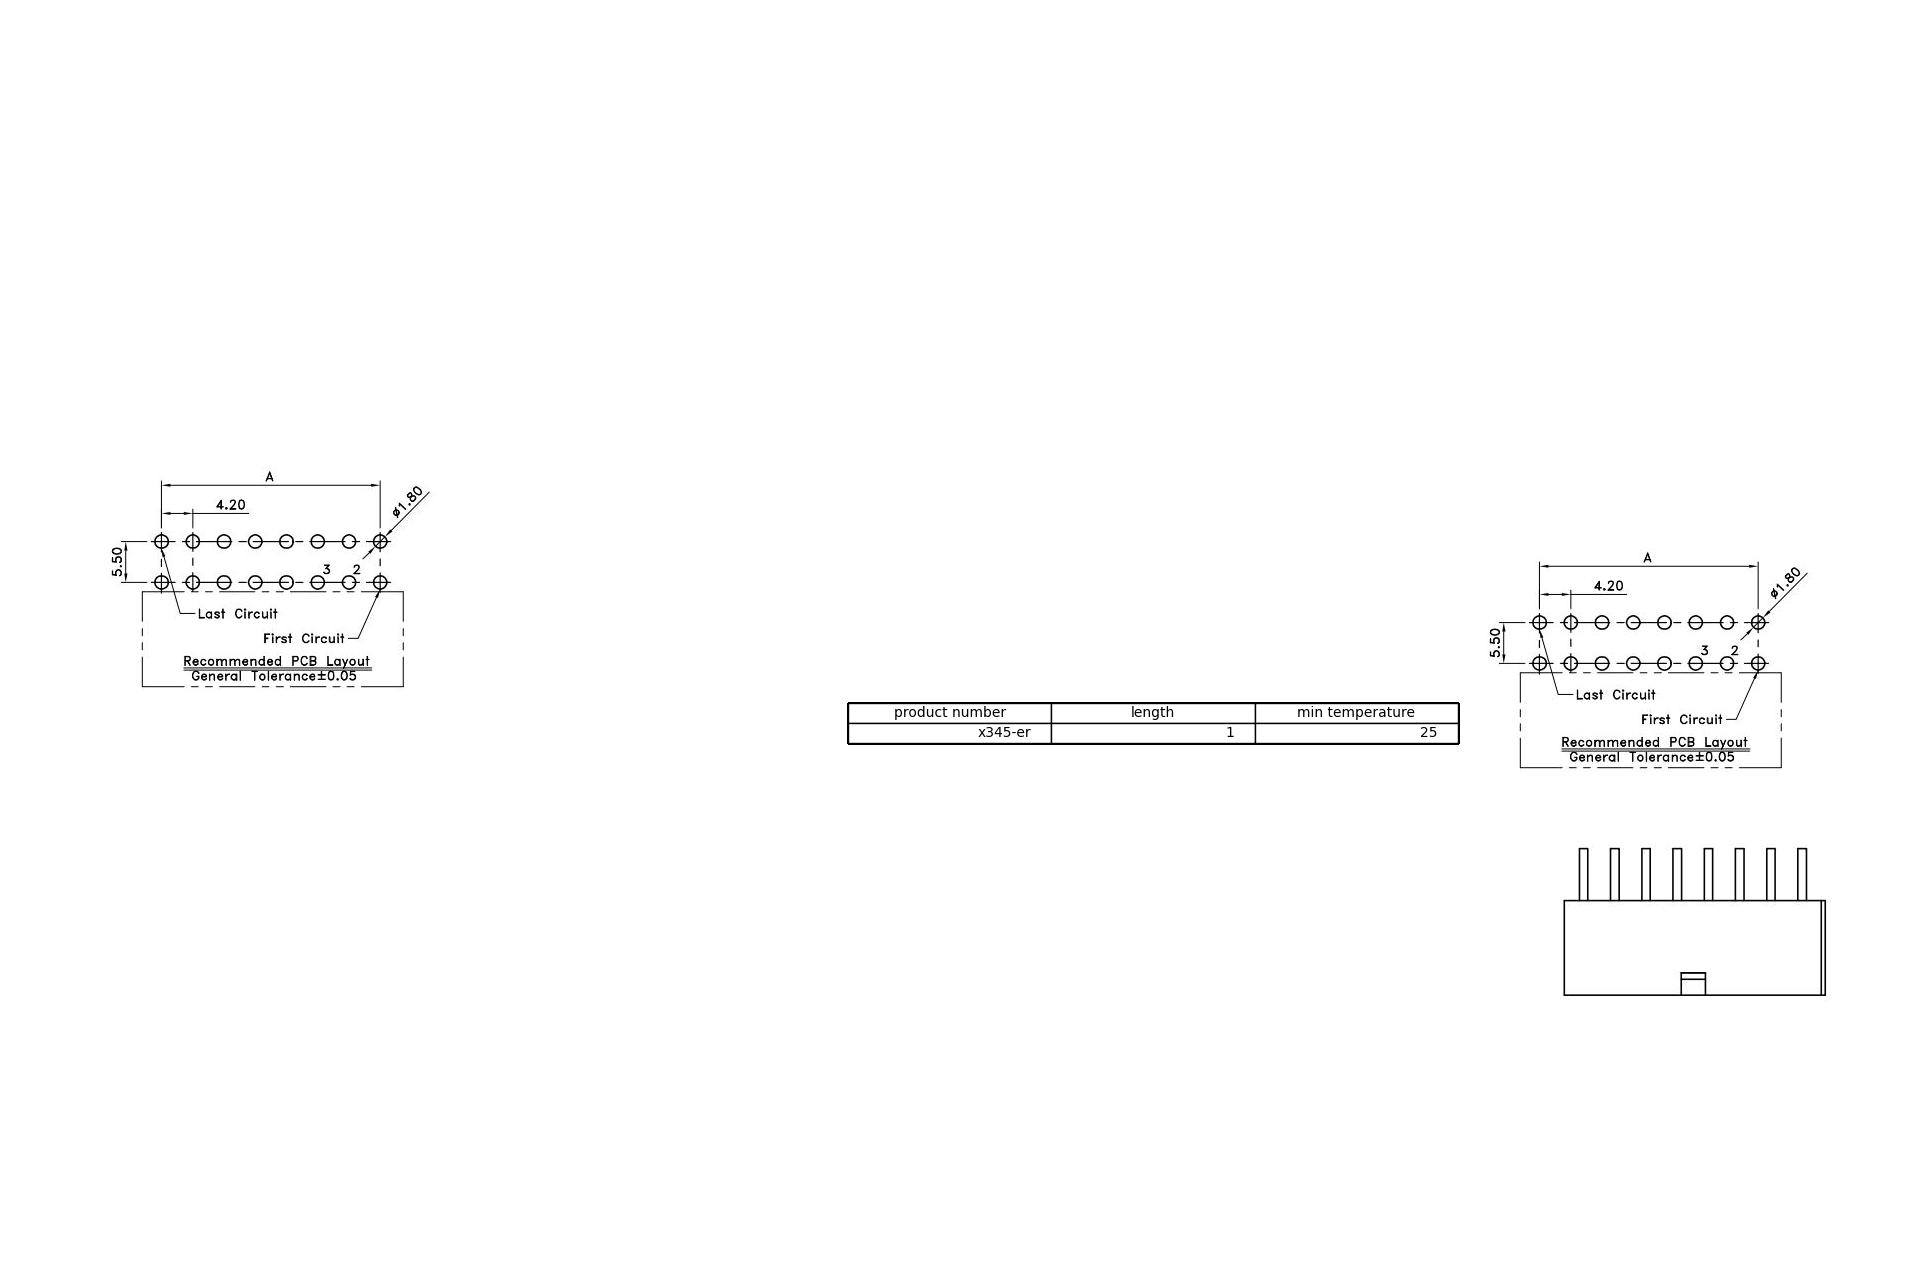 A
4.20
ø1.80
5.50
3 2
Last Circuit
First Circuit
Recommended PCB Layout
General Tolerance±0.05
product number length min temperature
x345-er 1 25
A
4.20
ø1.80
5.50
3 2
Last Circuit
First Circuit
Recommended PCB Layout
General Tolerance±0.05